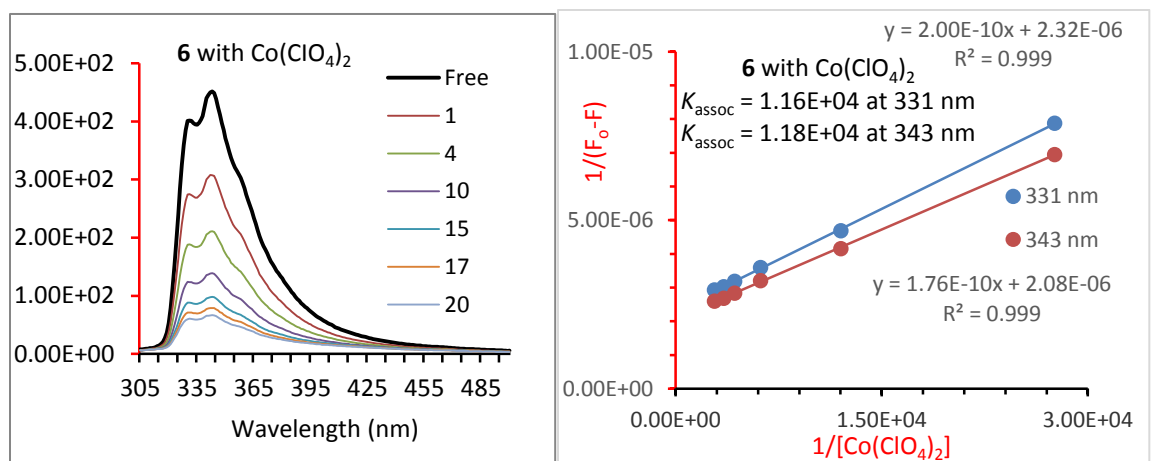 6 with Co(ClO₄)₂
5.00E+02
4.00E+02
3.00E+02
2.00E+02
1.00E+02
0.00E+00
305 335 365 395 425 455 485
Wavelength (nm)
Free
1
4
10
15
17
20
y = 2.00E-10x + 2.32E-06
R² = 0.999
1.00E-05
6 with Co(ClO₄)₂
Kassoc = 1.16E+04 at 331 nm
Kassoc = 1.18E+04 at 343 nm
1/(Fo-F)
5.00E-06
331 nm
343 nm
y = 1.76E-10x + 2.08E-06
R² = 0.999
0.00E+00
0.00E+00 1.50E+04 3.00E+04
1/[Co(ClO₄)₂]